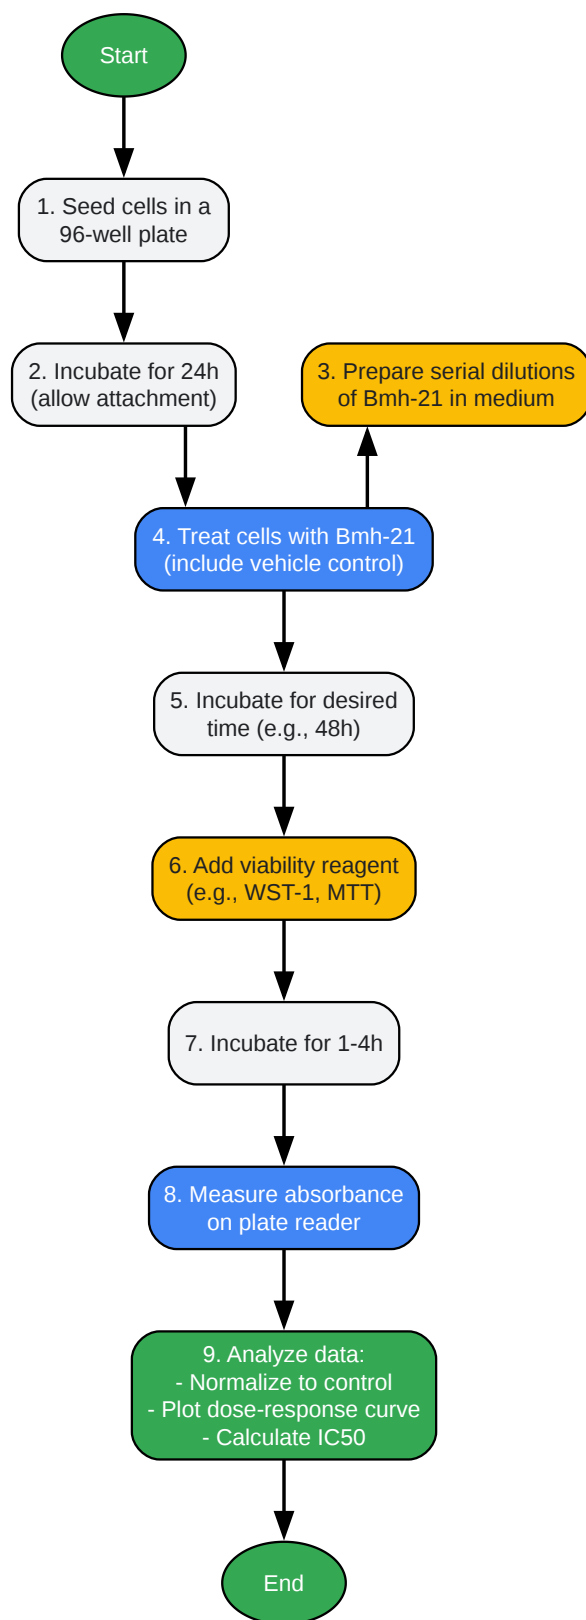 Start
1. Seed cells in a
96-well plate
2. Incubate for 24h
(allow attachment)
3. Prepare serial dilutions
of Bmh-21 in medium
4. Treat cells with Bmh-21
(include vehicle control)
5. Incubate for desired
time (e.g., 48h)
6. Add viability reagent
(e.g., WST-1, MTT)
7. Incubate for 1-4h
8. Measure absorbance
on plate reader
9. Analyze data:
- Normalize to control
- Plot dose-response curve
- Calculate IC50
End